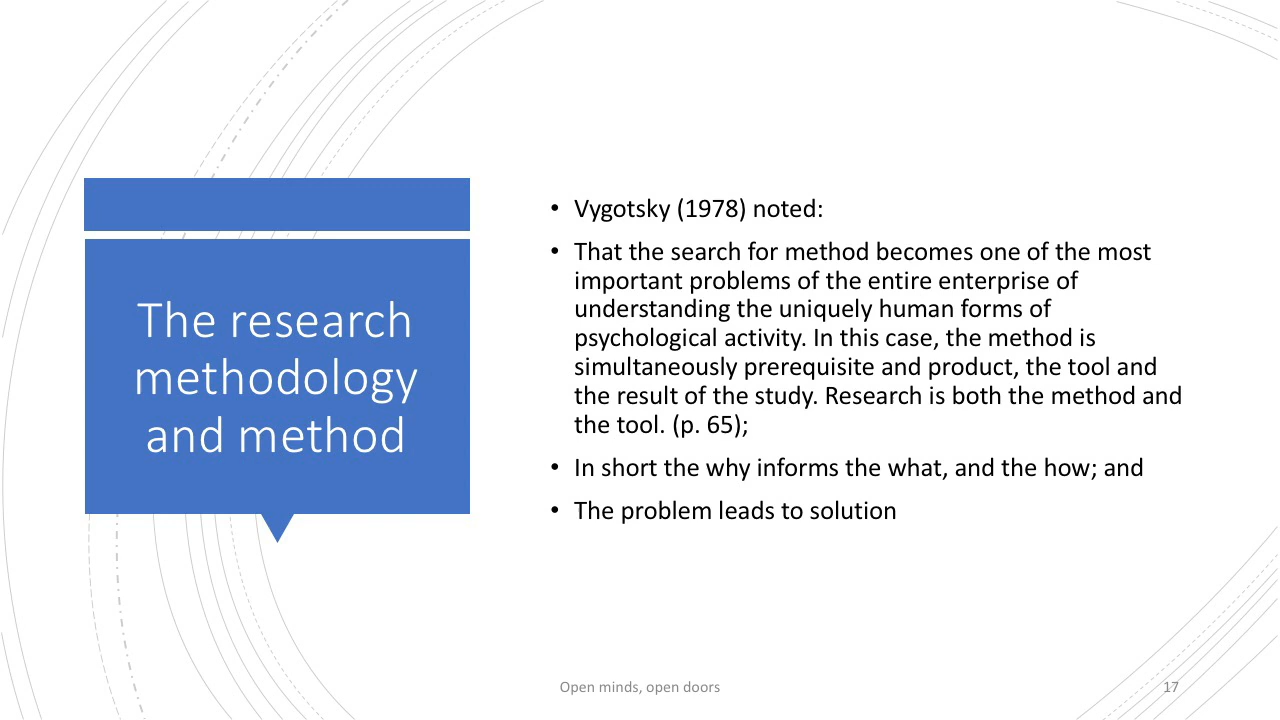 The research
methodology
and method
• Vygotsky (1978) noted:
• That the search for method becomes one of the most
important problems of the entire enterprise of
understanding the uniquely human forms of
psychological activity. In this case, the method is
simultaneously prerequisite and product, the tool and
the result of the study. Research is both the method and
the tool. (p. 65);
• In short the why informs the what, and the how; and
• The problem leads to solution
Open minds, open doors
17